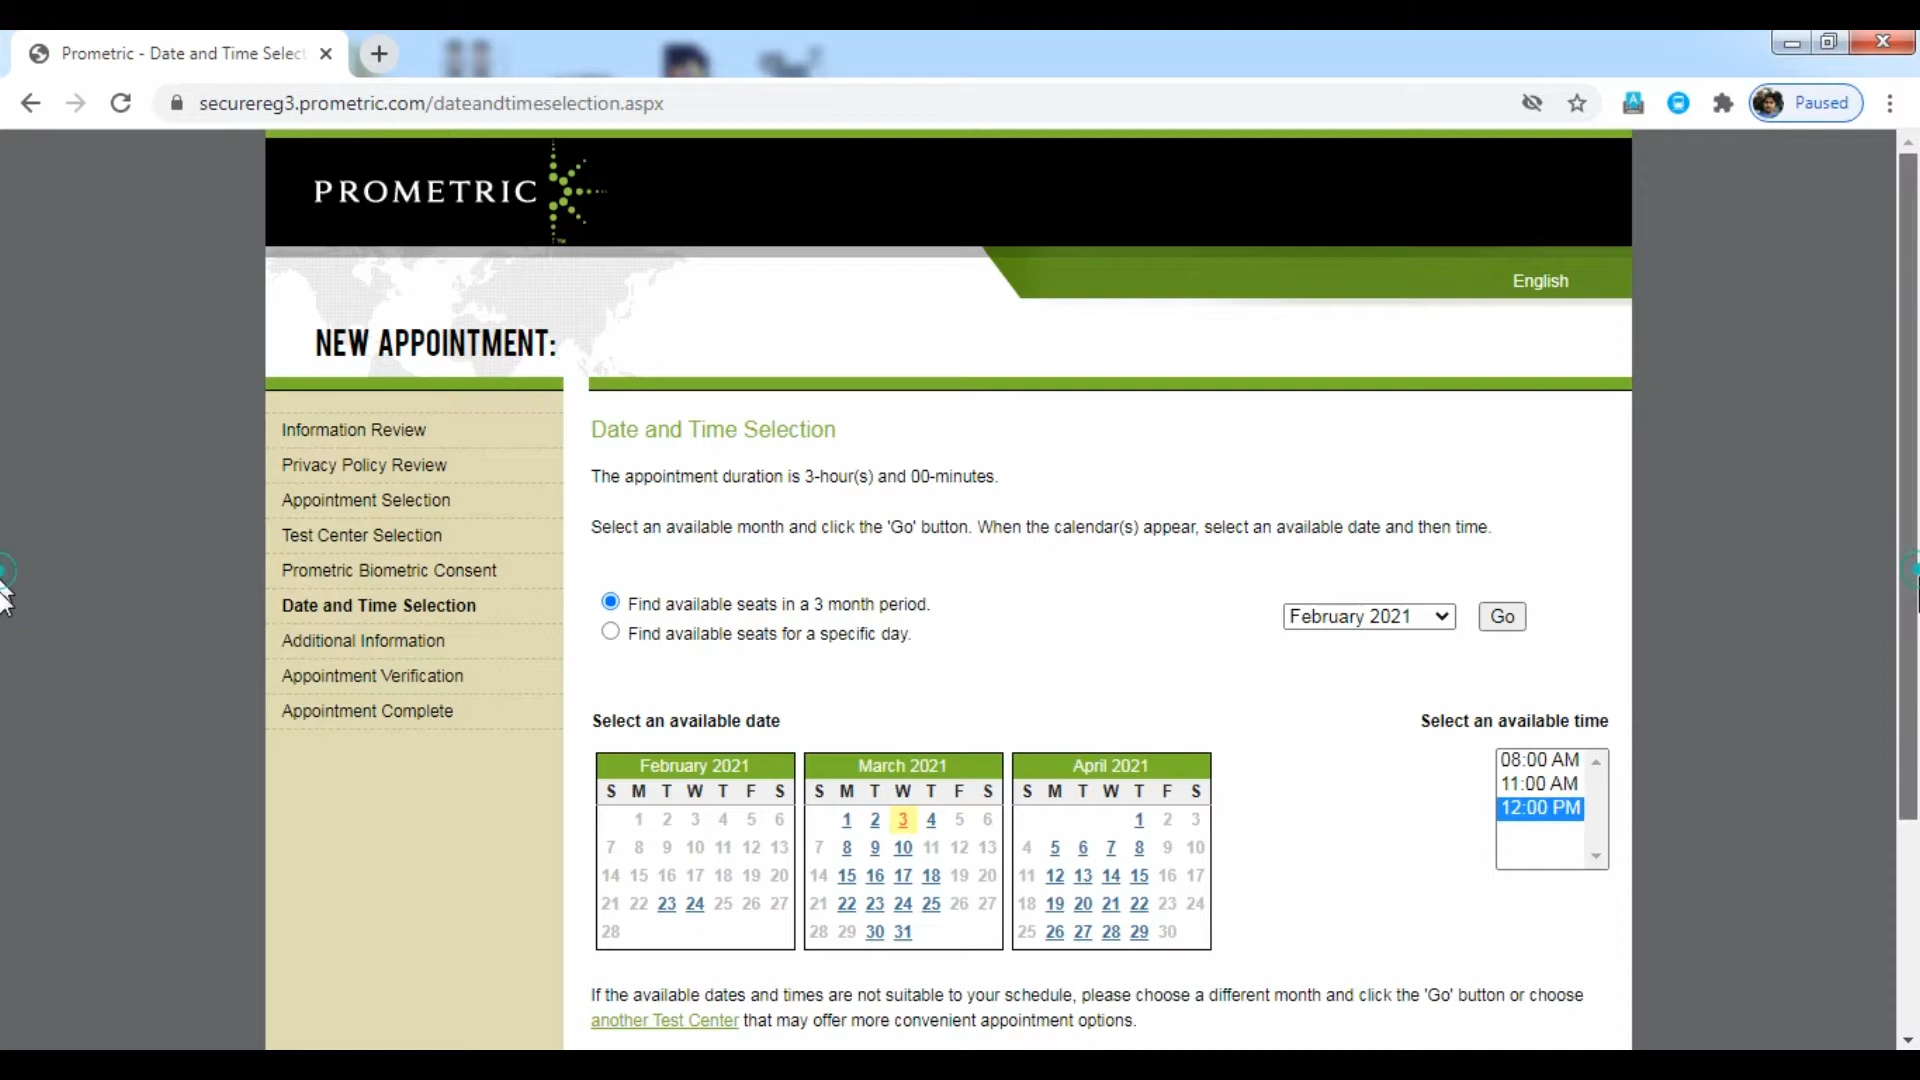 Prometric - Date and Time Select
securereg3.prometric.com/dateandtimeselection.aspx
Paused
PROMETRIC
TM
English
NEW APPOINTMENT:
Information Review
Privacy Policy Review
Appointment Selection
Test Center Selection
Prometric Biometric Consent
Date and Time Selection
Additional Information
Appointment Verification
Appointment Complete
Date and Time Selection
The appointment duration is 3-hour(s) and 00-minutes.
Select an available month and click the 'Go' button. When the calendar(s) appear, select an available date and then time.
Find available seats in a 3 month period.
Find available seats for a specific day.
February 2021
Go
Select an available date
Select an available time
February 2021
S M T W T F S
1 2 3 4 5 6
7 8 9 10 11 12 13
14 15 16 17 18 19 20
21 22 23 24 25 26 27
28
March 2021
S M T W T F S
1 2 3 4 5 6
7 8 9 10 11 12 13
14 15 16 17 18 19 20
21 22 23 24 25 26 27
28 29 30 31
April 2021
S M T W T F S
1 2 3
4 5 6 7 8 9 10
11 12 13 14 15 16 17
18 19 20 21 22 23 24
25 26 27 28 29 30
08:00 AM
11:00 AM
12:00 PM
If the available dates and times are not suitable to your schedule, please choose a different month and click the 'Go' button or choose
another Test Center that may offer more convenient appointment options.